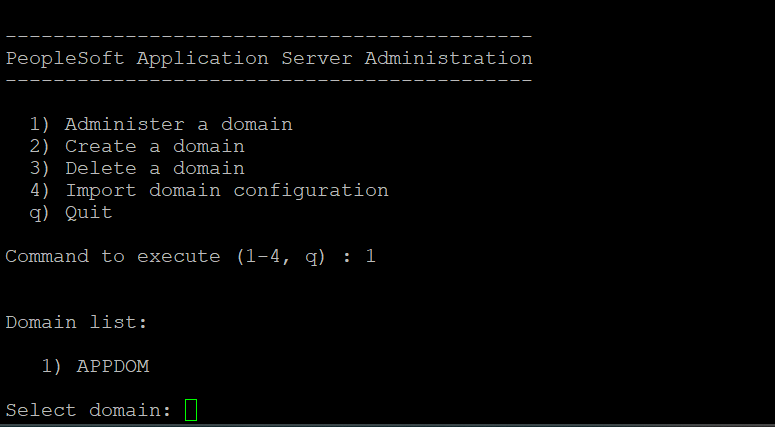 --------------------------------------------
PeopleSoft Application Server Administration
--------------------------------------------
1) Administer a domain
2) Create a domain
3) Delete a domain
4) Import domain configuration
q) Quit
Command to execute (1-4, q) : 1
Domain list:
1) APPDOM
Select domain: